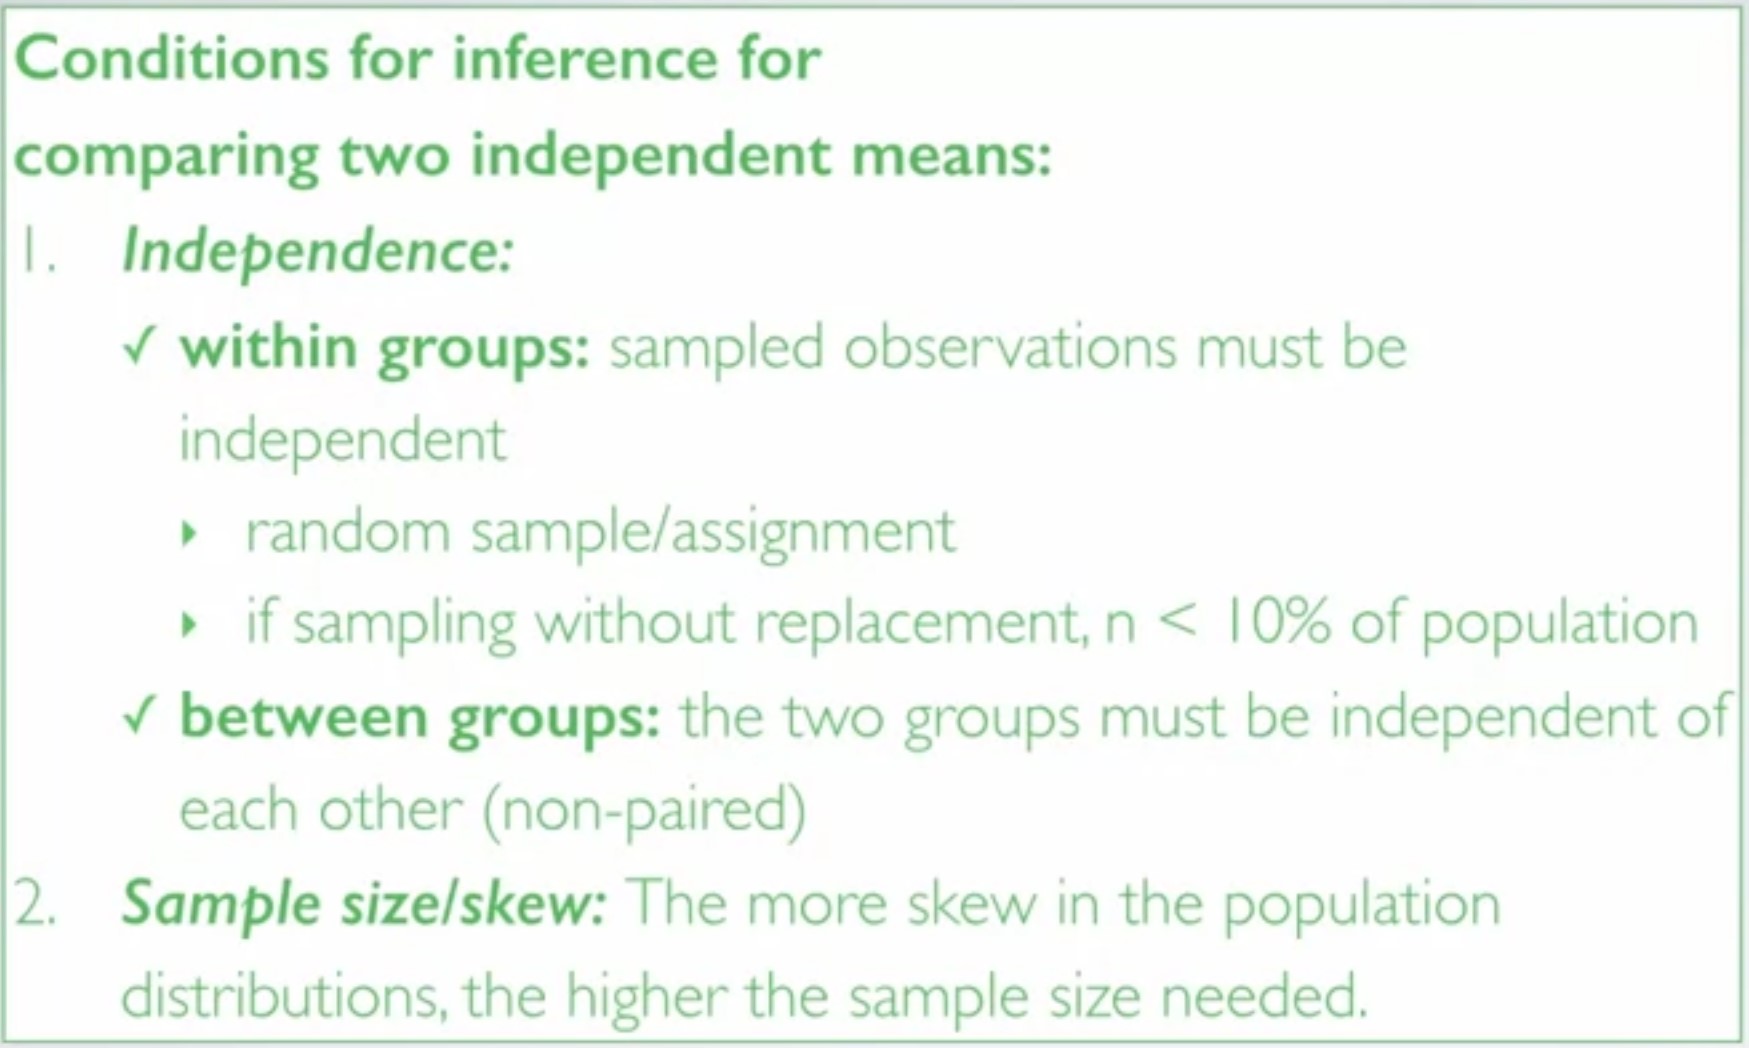 Conditions for inference for
comparing two independent means:
1. Independence:
✓ within groups: sampled observations must be
independent
▸ random sample/assignment
▸ if sampling without replacement, n < 10% of population
✓ between groups: the two groups must be independent of
each other (non-paired)
2. Sample size/skew: The more skew in the population
distributions, the higher the sample size needed.